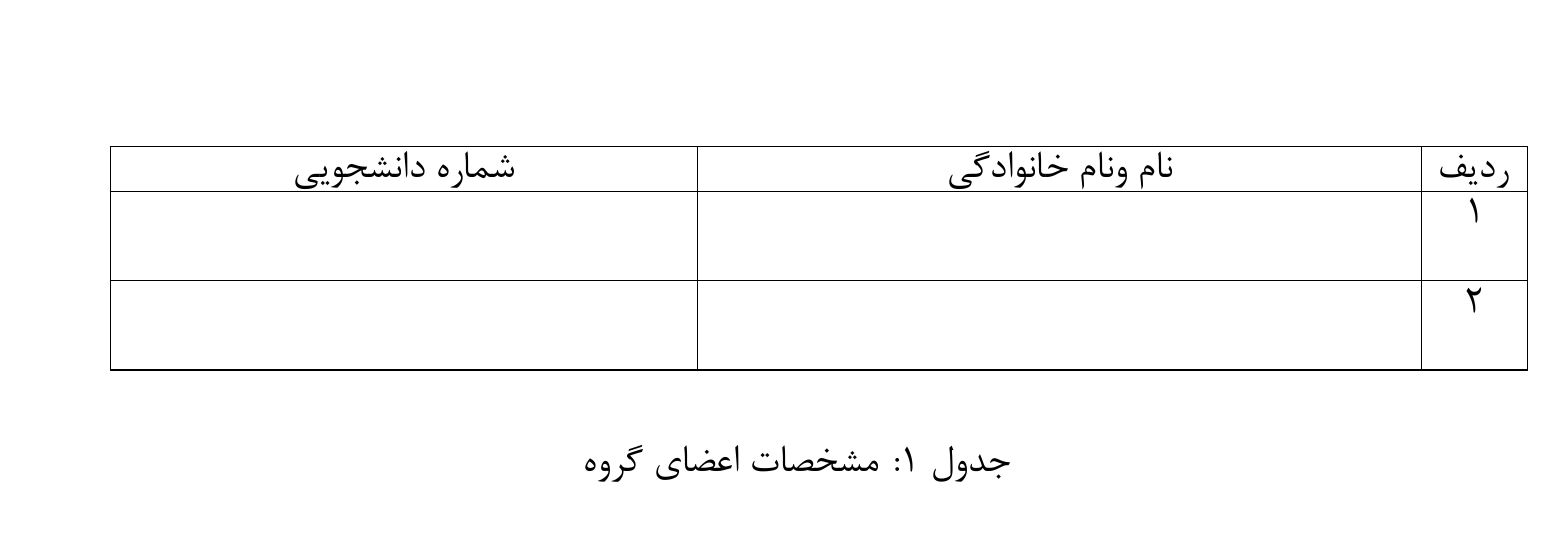 ردیف نام ونام خانوادگی شماره دانشجویی
۱
۲
جدول ۱: مشخصات اعضای گروه